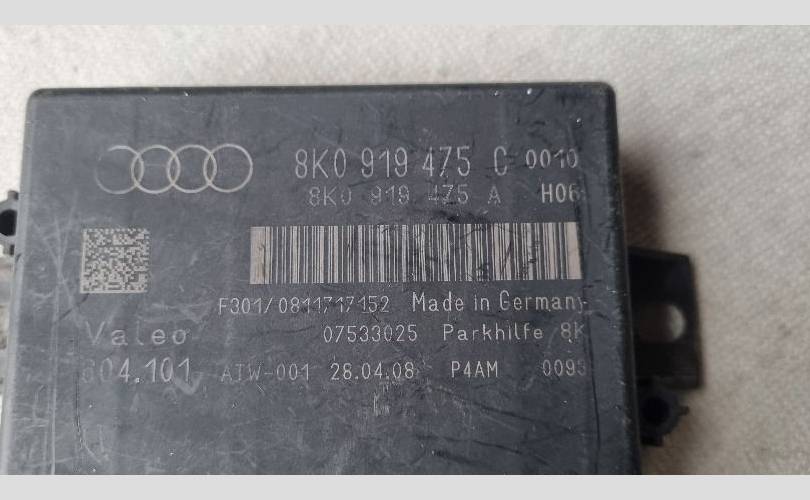 8K0 919 475 C 0010
8K0 919 475 A H06
F301/0811717152 Made in Germany
Valeo 07533025 Parkhilfe 8K
604.101 ATW-001 28.04.08 P4AM 0093